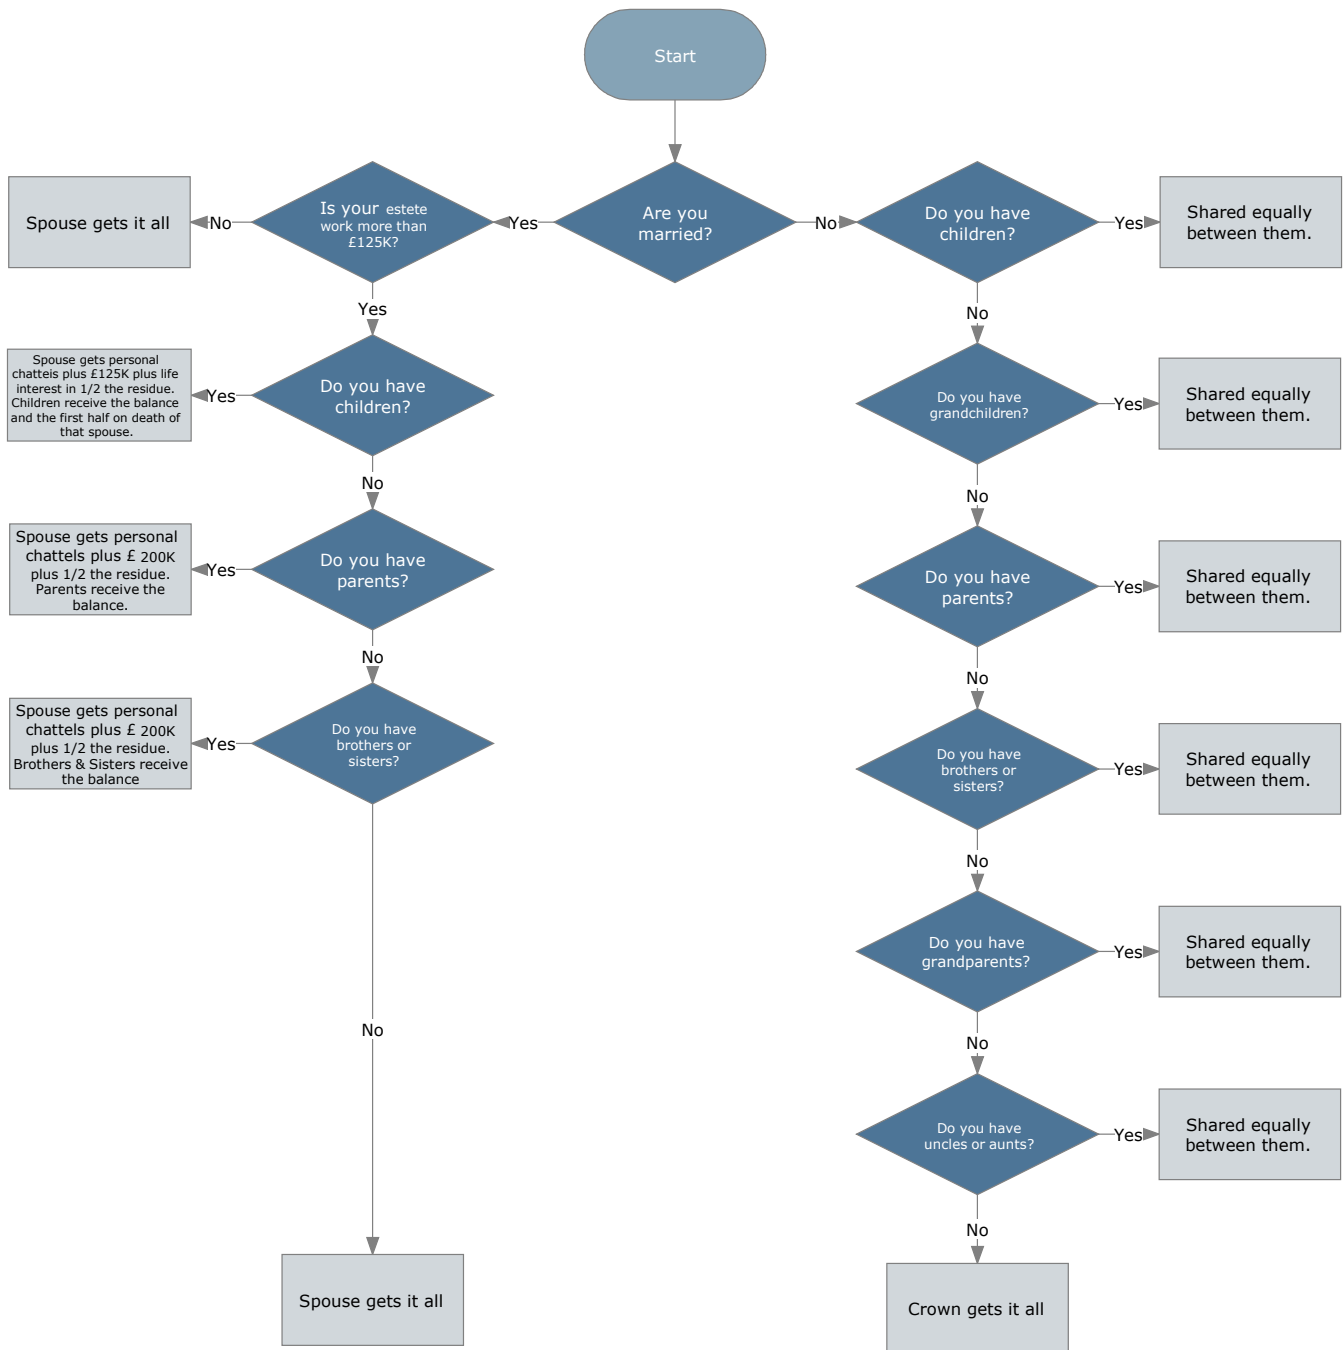 Start
Spouse gets it all
No
Is your estete
work more than
£125K?
Yes
Are you
married?
No
Do you have
children?
Yes
Shared equally
between them.
Yes
No
Spouse gets personal
chatteis plus £125K plus life
interest in 1/2 the residue.
Children receive the balance
and the first half on death of
that spouse.
Yes
Do you have
children?
Do you have
grandchildren?
Yes
Shared equally
between them.
No
No
Spouse gets personal
chattels plus £ 200K
plus 1/2 the residue.
Parents receive the
balance.
Yes
Do you have
parents?
Do you have
parents?
Yes
Shared equally
between them.
No
No
Spouse gets personal
chattels plus £ 200K
plus 1/2 the residue.
Brothers & Sisters receive
the balance
Yes
Do you have
brothers or
sisters?
Do you have
brothers or
sisters?
Yes
Shared equally
between them.
No
Do you have
grandparents?
Yes
Shared equally
between them.
No
No
Do you have
uncles or aunts?
Yes
Shared equally
between them.
No
Spouse gets it all
Crown gets it all